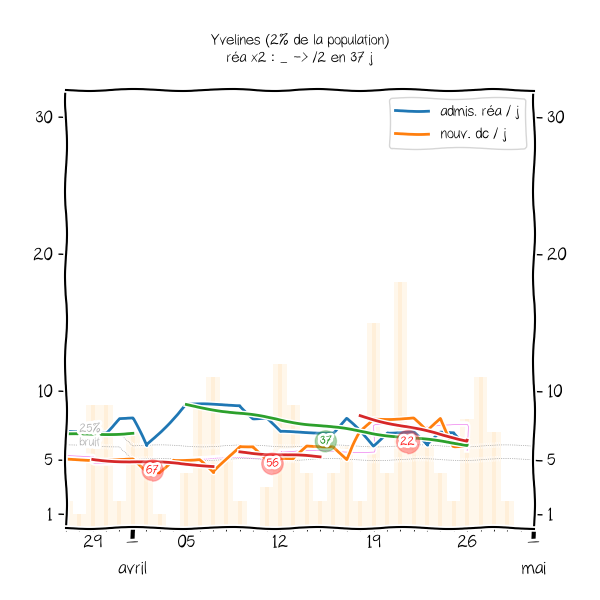 Yvelines (2% de la population)
réa x2 : _ -> /2 en 37 j
admis. réa / j
nouv. dc / j
30
30
20
20
10
10
25%
bruit
37
22
67
56
5
5
1
1
29
05
12
19
26
avril
mai